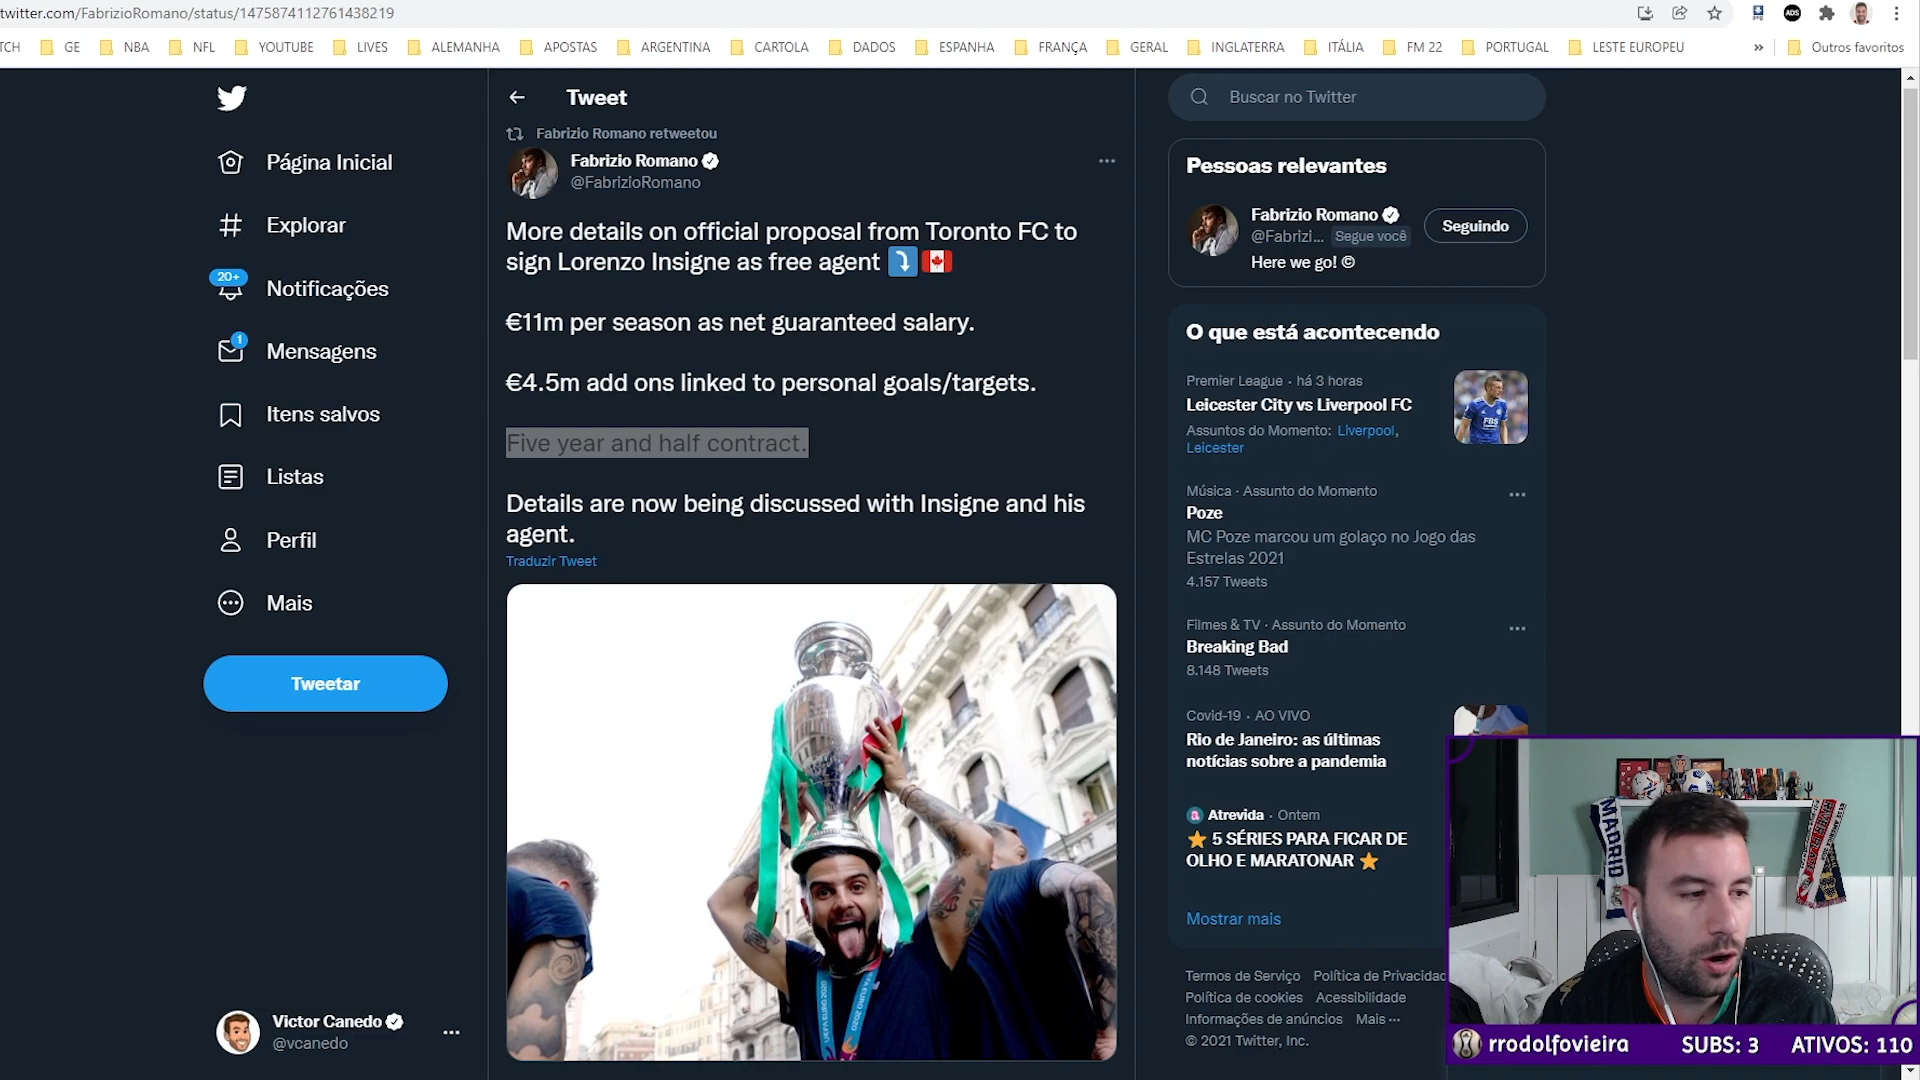 twitter.com/FabrizioRomano/status/1475874112761438219
TCH GE NBA NFL YOUTUBE LIVES ALEMANHA APOSTAS ARGENTINA CARTOLA DADOS ESPANHA FRANÇA GERAL INGLATERRA ITÁLIA FM 22 PORTUGAL LESTE EUROPEU » Outros favoritos
Página Inicial
Explorar
20+
Notificações
1
Mensagens
Itens salvos
Listas
Perfil
Mais
Tweetar
Victor Canedo
@vcanedo
Tweet
Fabrizio Romano retweetou
Fabrizio Romano
@FabrizioRomano
More details on official proposal from Toronto FC to
sign Lorenzo Insigne as free agent ⤵️🇨🇦
€11m per season as net guaranteed salary.
€4.5m add ons linked to personal goals/targets.
Five year and half contract.
Details are now being discussed with Insigne and his
agent.
Traduzir Tweet
UEFA EURO 2020
UEFA EURO 2020
Buscar no Twitter
Pessoas relevantes
Fabrizio Romano
@Fabrizi... Segue você
Seguindo
Here we go! ©
O que está acontecendo
Premier League · há 3 horas
Leicester City vs Liverpool FC
Assuntos do Momento: Liverpool,
Leicester
FBS
Música · Assunto do Momento
Poze
MC Poze marcou um golaço no Jogo das
Estrelas 2021
4.157 Tweets
Filmes & TV · Assunto do Momento
Breaking Bad
8.148 Tweets
Covid-19 · AO VIVO
Rio de Janeiro: as últimas
notícias sobre a pandemia
a Atrevida · Ontem
⭐ 5 SÉRIES PARA FICAR DE
OLHO E MARATONAR ⭐
Mostrar mais
Termos de Serviço Política de Privacidad
Política de cookies Acessibilidade
Informações de anúncios Mais ···
© 2021 Twitter, Inc.
MADRID
rrodolfovieira SUBS: 3 ATIVOS: 110
ADS